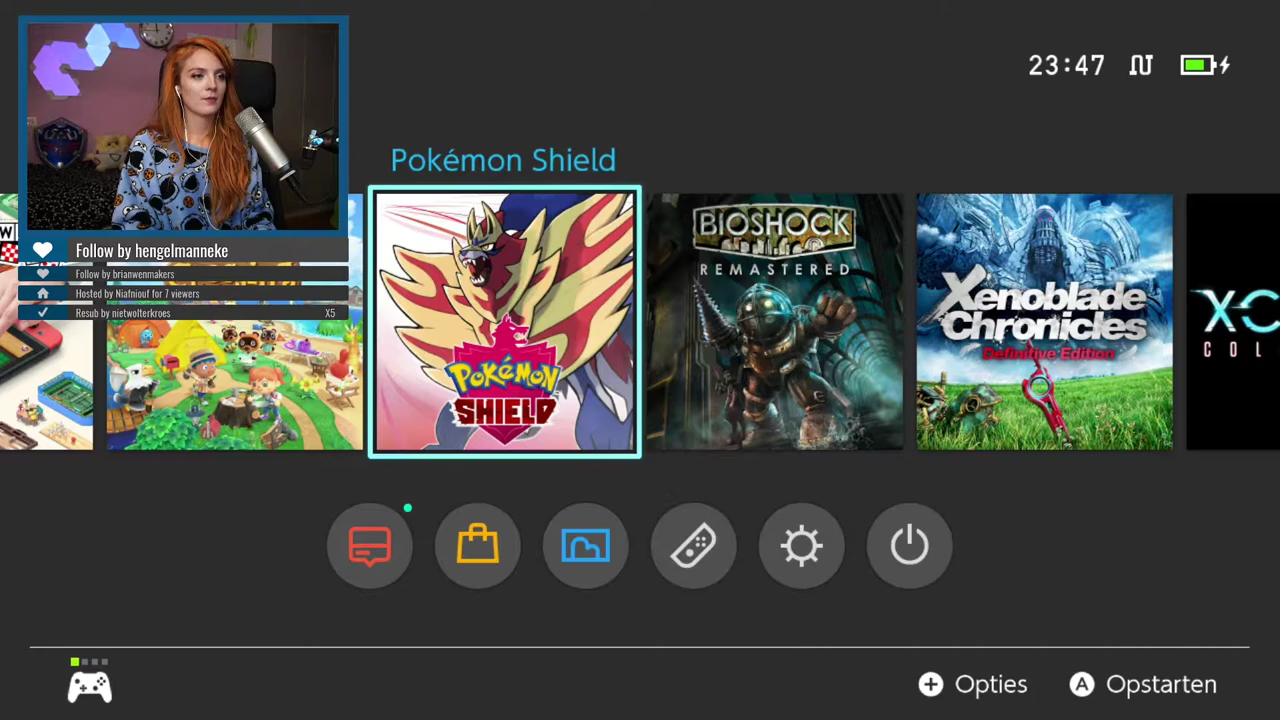 23:47
Pokémon Shield
Follow by hengelmanneke
Follow by brianwenmakers
Hosted by Niafniouf for 7 viewers
Resub by nietwolterkroes X5
POKÉMON
SHIELD
BIOSHOCK
REMASTERED
Xenoblade
Chronicles
Definitive Edition
XC
COL
+ Opties
A Opstarten